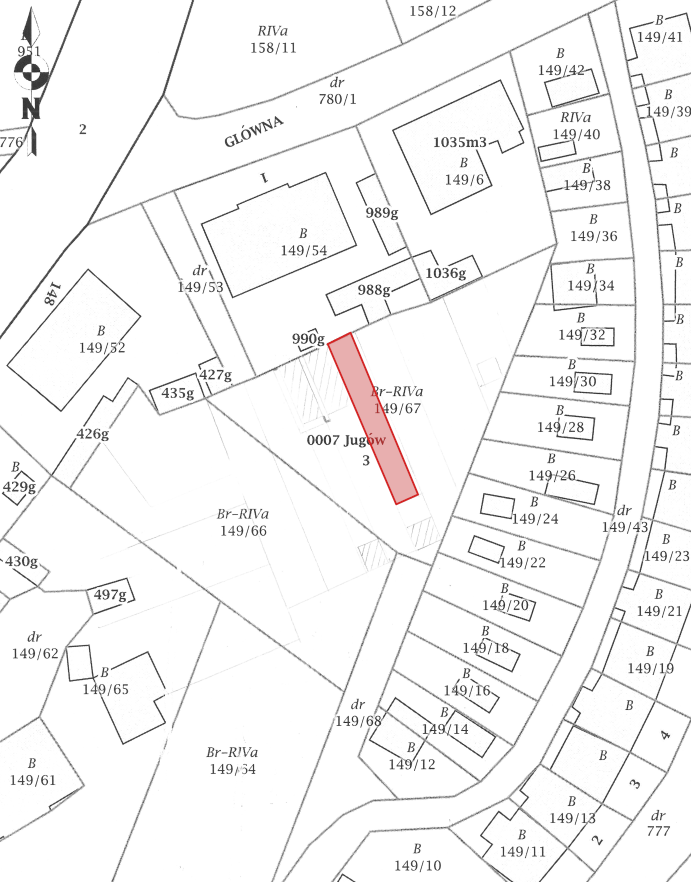 158/12
B
951
RIVa
158/11
B
149/41
B
149/42
N
dr
780/1
B
149/39
2
776
GŁÓWNA
RIVa
149/40
1035m3
B
149/6
B
B
149/38
1
989g
B
B
149/36
B
149/54
dr
149/53
1036g
B
149/34
B
988g
148
B
149/52
990g
B
149/32
B
427g
435g
Br-RIVa
149/67
B
149/30
B
426g
0007 Jugów
3
B
149/28
B
429g
B
149/26
B
Br-RIVa
149/66
B
149/24
dr
149/43
430g
B
149/22
B
149/23
497g
B
149/20
B
149/21
dr
149/62
B
149/18
B
149/19
B
149/65
B
149/16
dr
149/68
B
149/14
B
4
Br-RIVa
149/64
B
149/12
B
B
149/61
3
B
149/13
dr
777
2
B
149/11
B
149/10